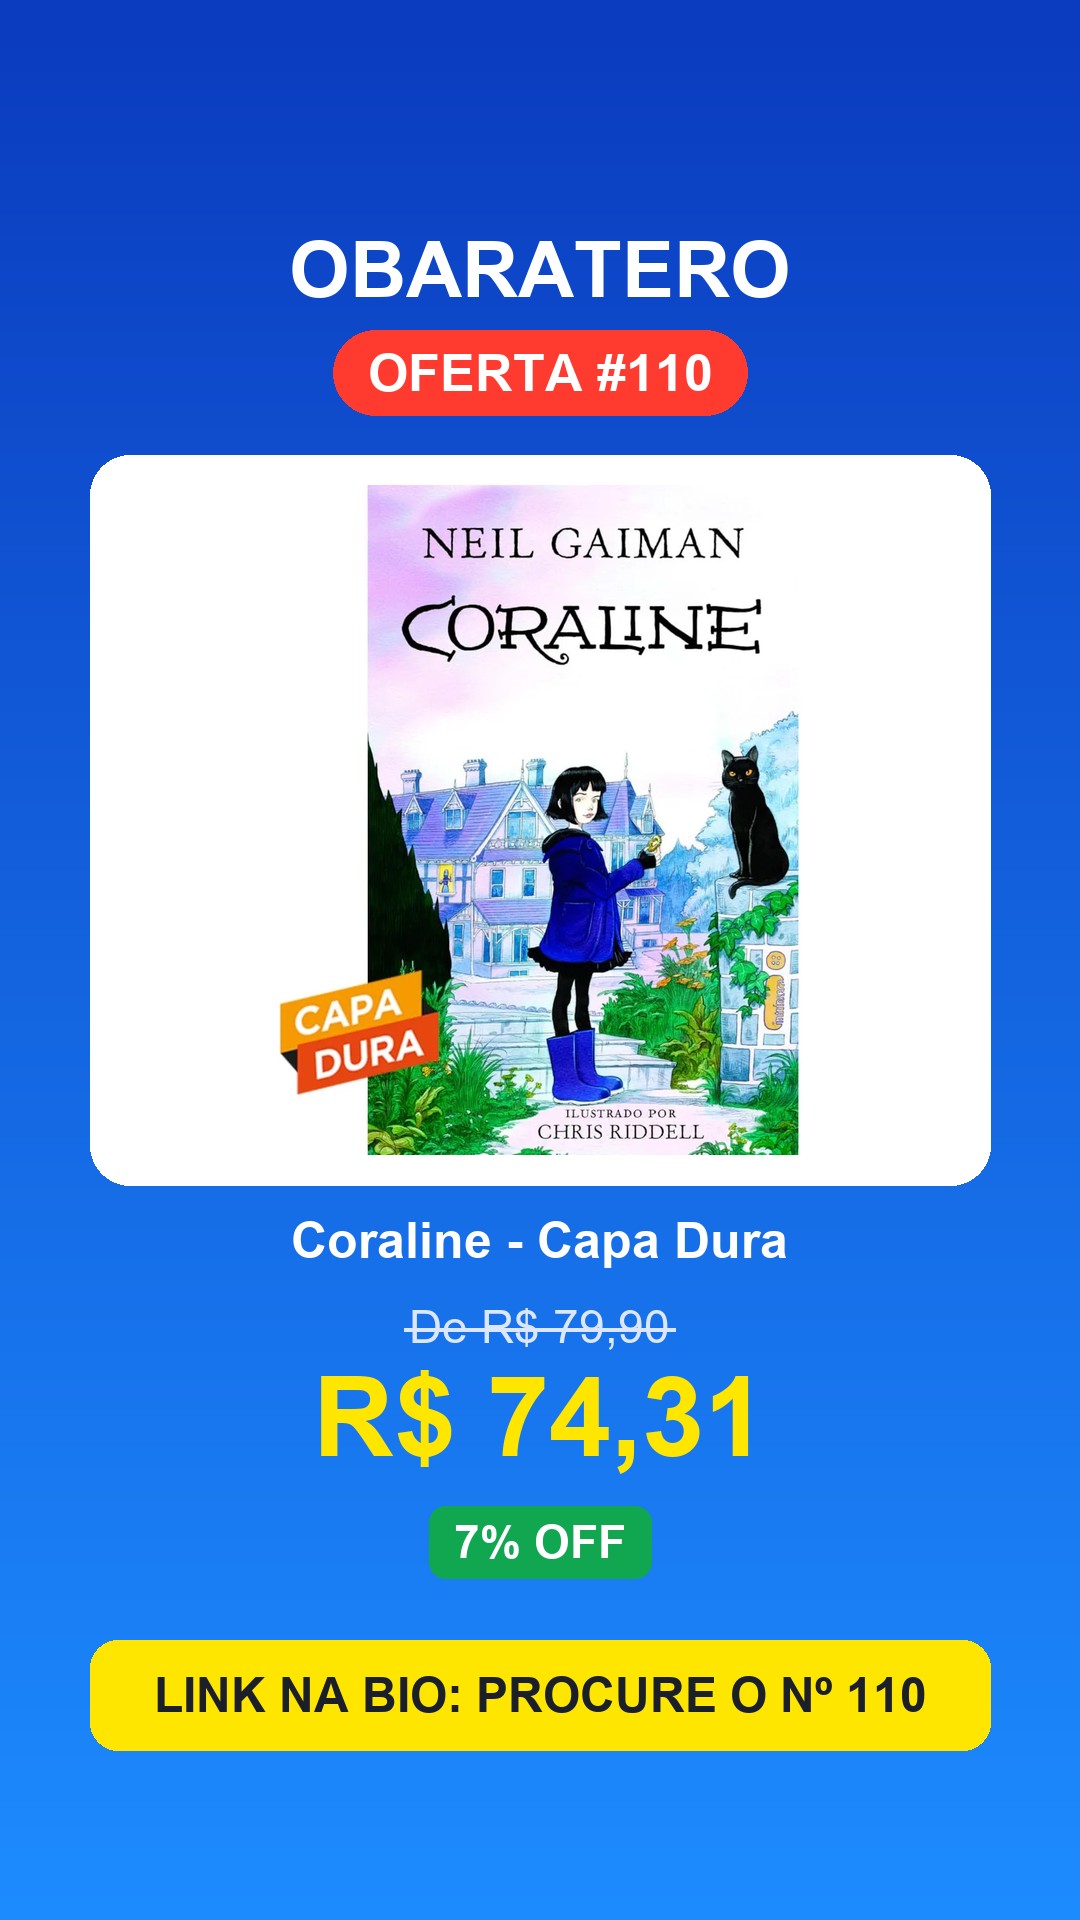 OBARATERO
OFERTA #110
NEIL GAIMAN
CORALINE
CAPA
DURA
ILUSTRADO POR
CHRIS RIDDELL
Coraline - Capa Dura
De R$ 79,90
R$ 74,31
7% OFF
LINK NA BIO: PROCURE O Nº 110